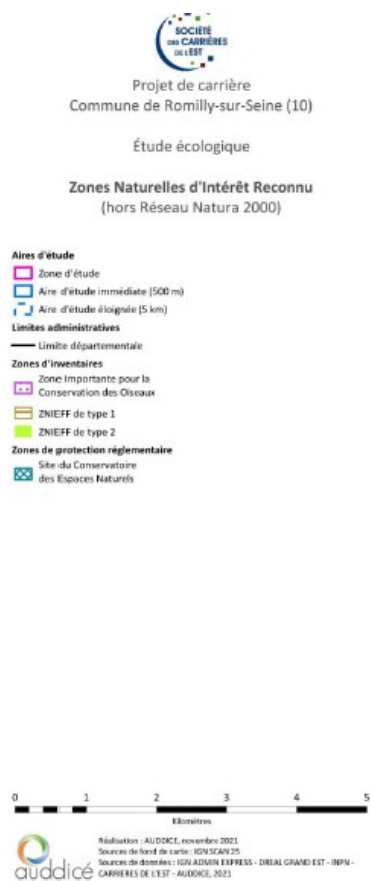 SOCIÉTÉ
DES CARRIÈRES
DE L'EST
Projet de carrière
Commune de Romilly-sur-Seine (10)
Étude écologique
Zones Naturelles d'Intérêt Reconnu
(hors Réseau Natura 2000)
Aires d'étude
Zone d'étude
Aire d'étude immédiate (500 m)
Aire d'étude éloignée (5 km)
Limites administratives
Limite départementale
Zones d'inventaires
Zone Importante pour la
Conservation des Oiseaux
ZNIEFF de type 1
ZNIEFF de type 2
Zones de protection réglementaire
Site du Conservatoire
des Espaces Naturels
0 1 2 3 4 5
Kilomètres
Réalisation : AUDDICE, novembre 2021
Sources de fond de carte : IGN SCAN 25
Sources de données : IGN ADMIN EXPRESS - DREAL GRAND EST - INPN -
CARRIERES DE L'EST - AUDDICE, 2021
auddicé